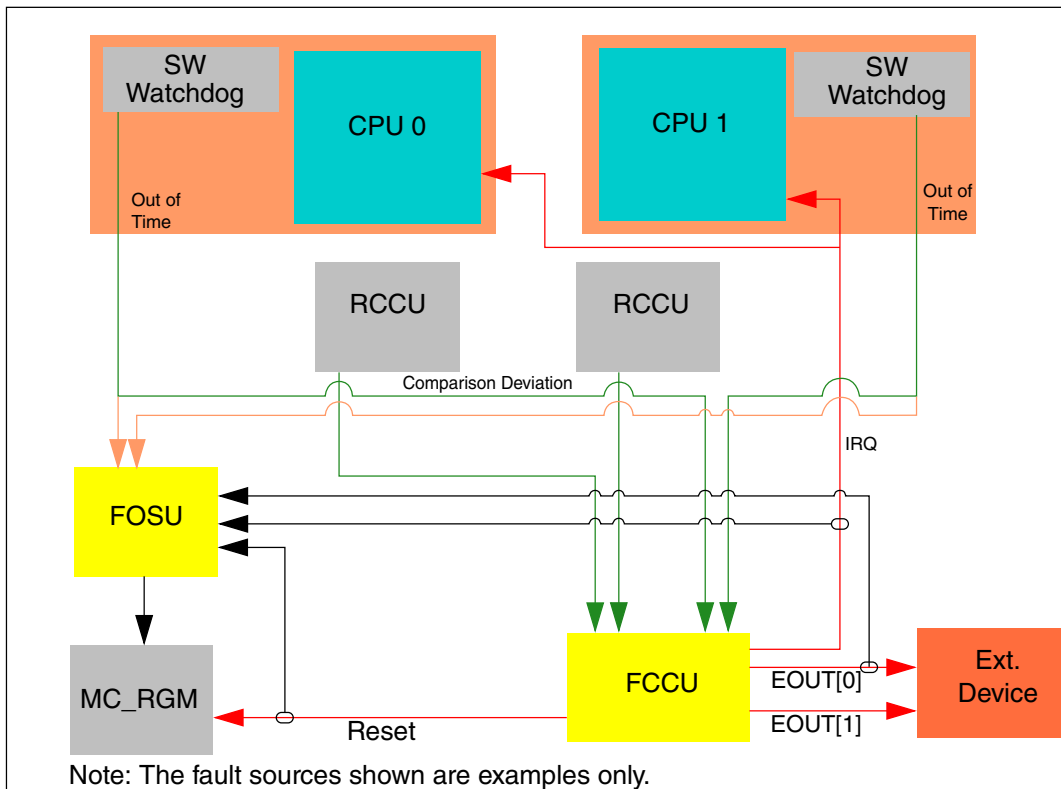 SW
Watchdog
CPU 0
CPU 1
SW
Watchdog
Out of
Time
Out of
Time
RCCU
RCCU
Comparison Deviation
IRQ
FOSU
MC_RGM
Reset
FCCU
EOUT[0]
EOUT[1]
Ext.
Device
Note: The fault sources shown are examples only.